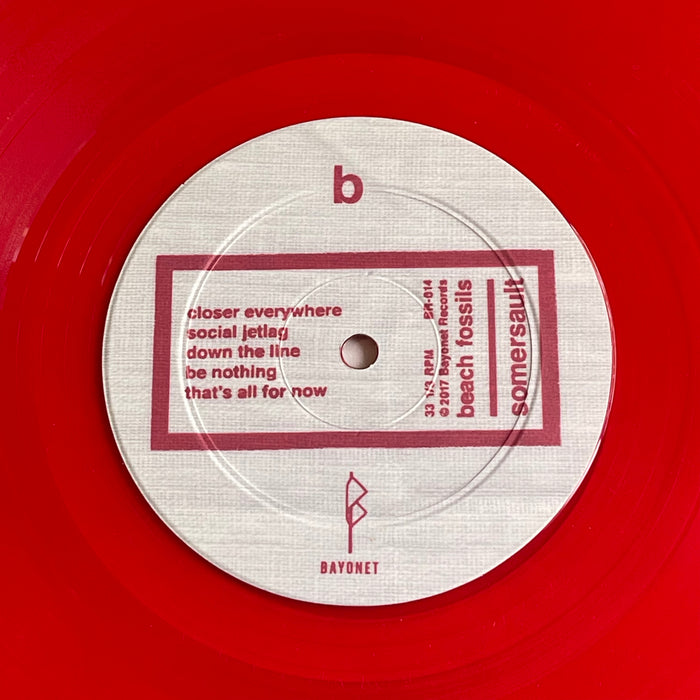 b
closer everywhere
social jetlag
down the line
be nothing
that's all for now
33 1/3 RPM BR-014
© 2017 Bayonet Records
beach fossils
somersault
BAYONET